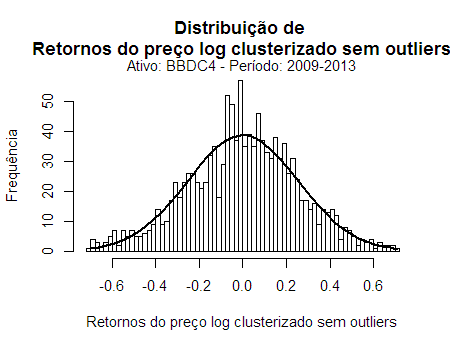 Distribuição de
Retornos do preço log clusterizado sem outliers
Ativo: BBDC4 - Período: 2009-2013
Frequência
50
40
30
20
10
0
-0.6 -0.4 -0.2 0.0 0.2 0.4 0.6
Retornos do preço log clusterizado sem outliers